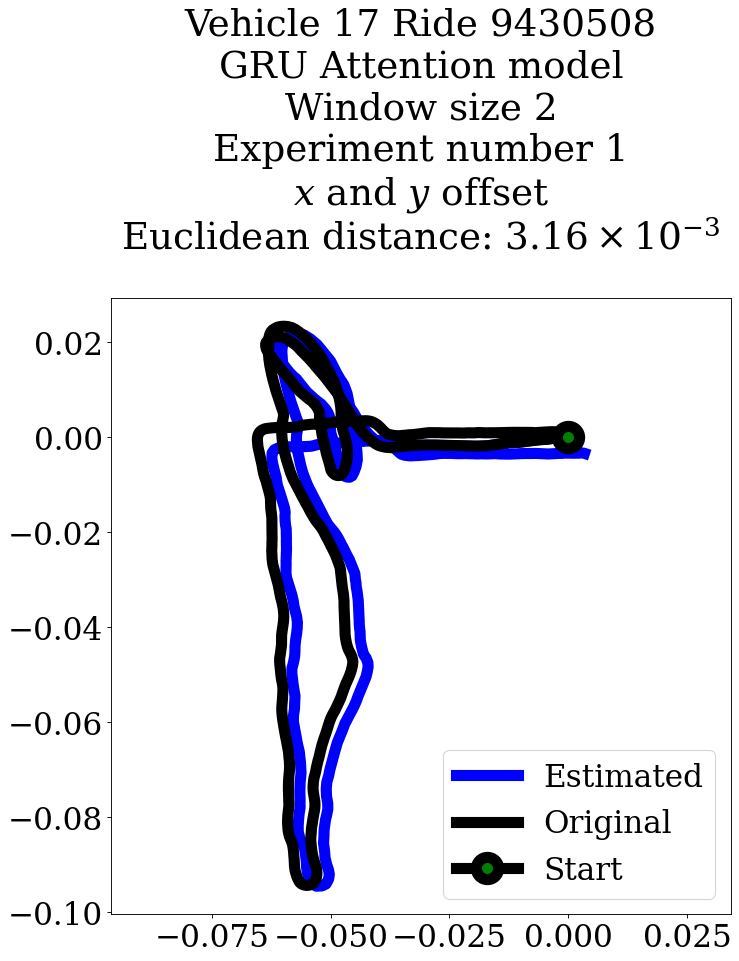 Vehicle 17 Ride 9430508
GRU Attention model
Window size 2
Experiment number 1
x and y offset
Euclidean distance: 3.16 × 10⁻³
0.02
0.00
−0.02
−0.04
−0.06
−0.08
−0.10
Estimated
Original
Start
−0.075 −0.050 −0.025 0.000 0.025